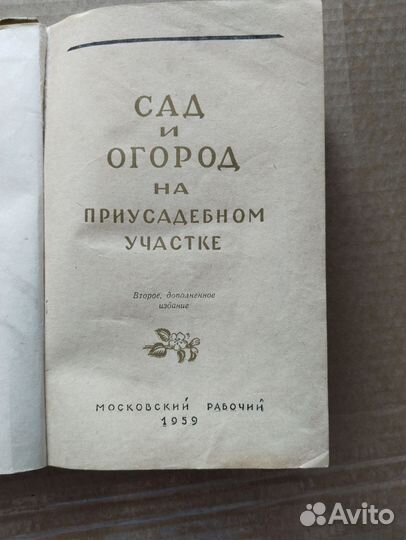 САД
И
ОГОРОД
НА
ПРИУСАДЕБНОМ
УЧАСТКЕ
Второе, дополненное
издание
МОСКОВСКИЙ РАБОЧИЙ
1959
Avito